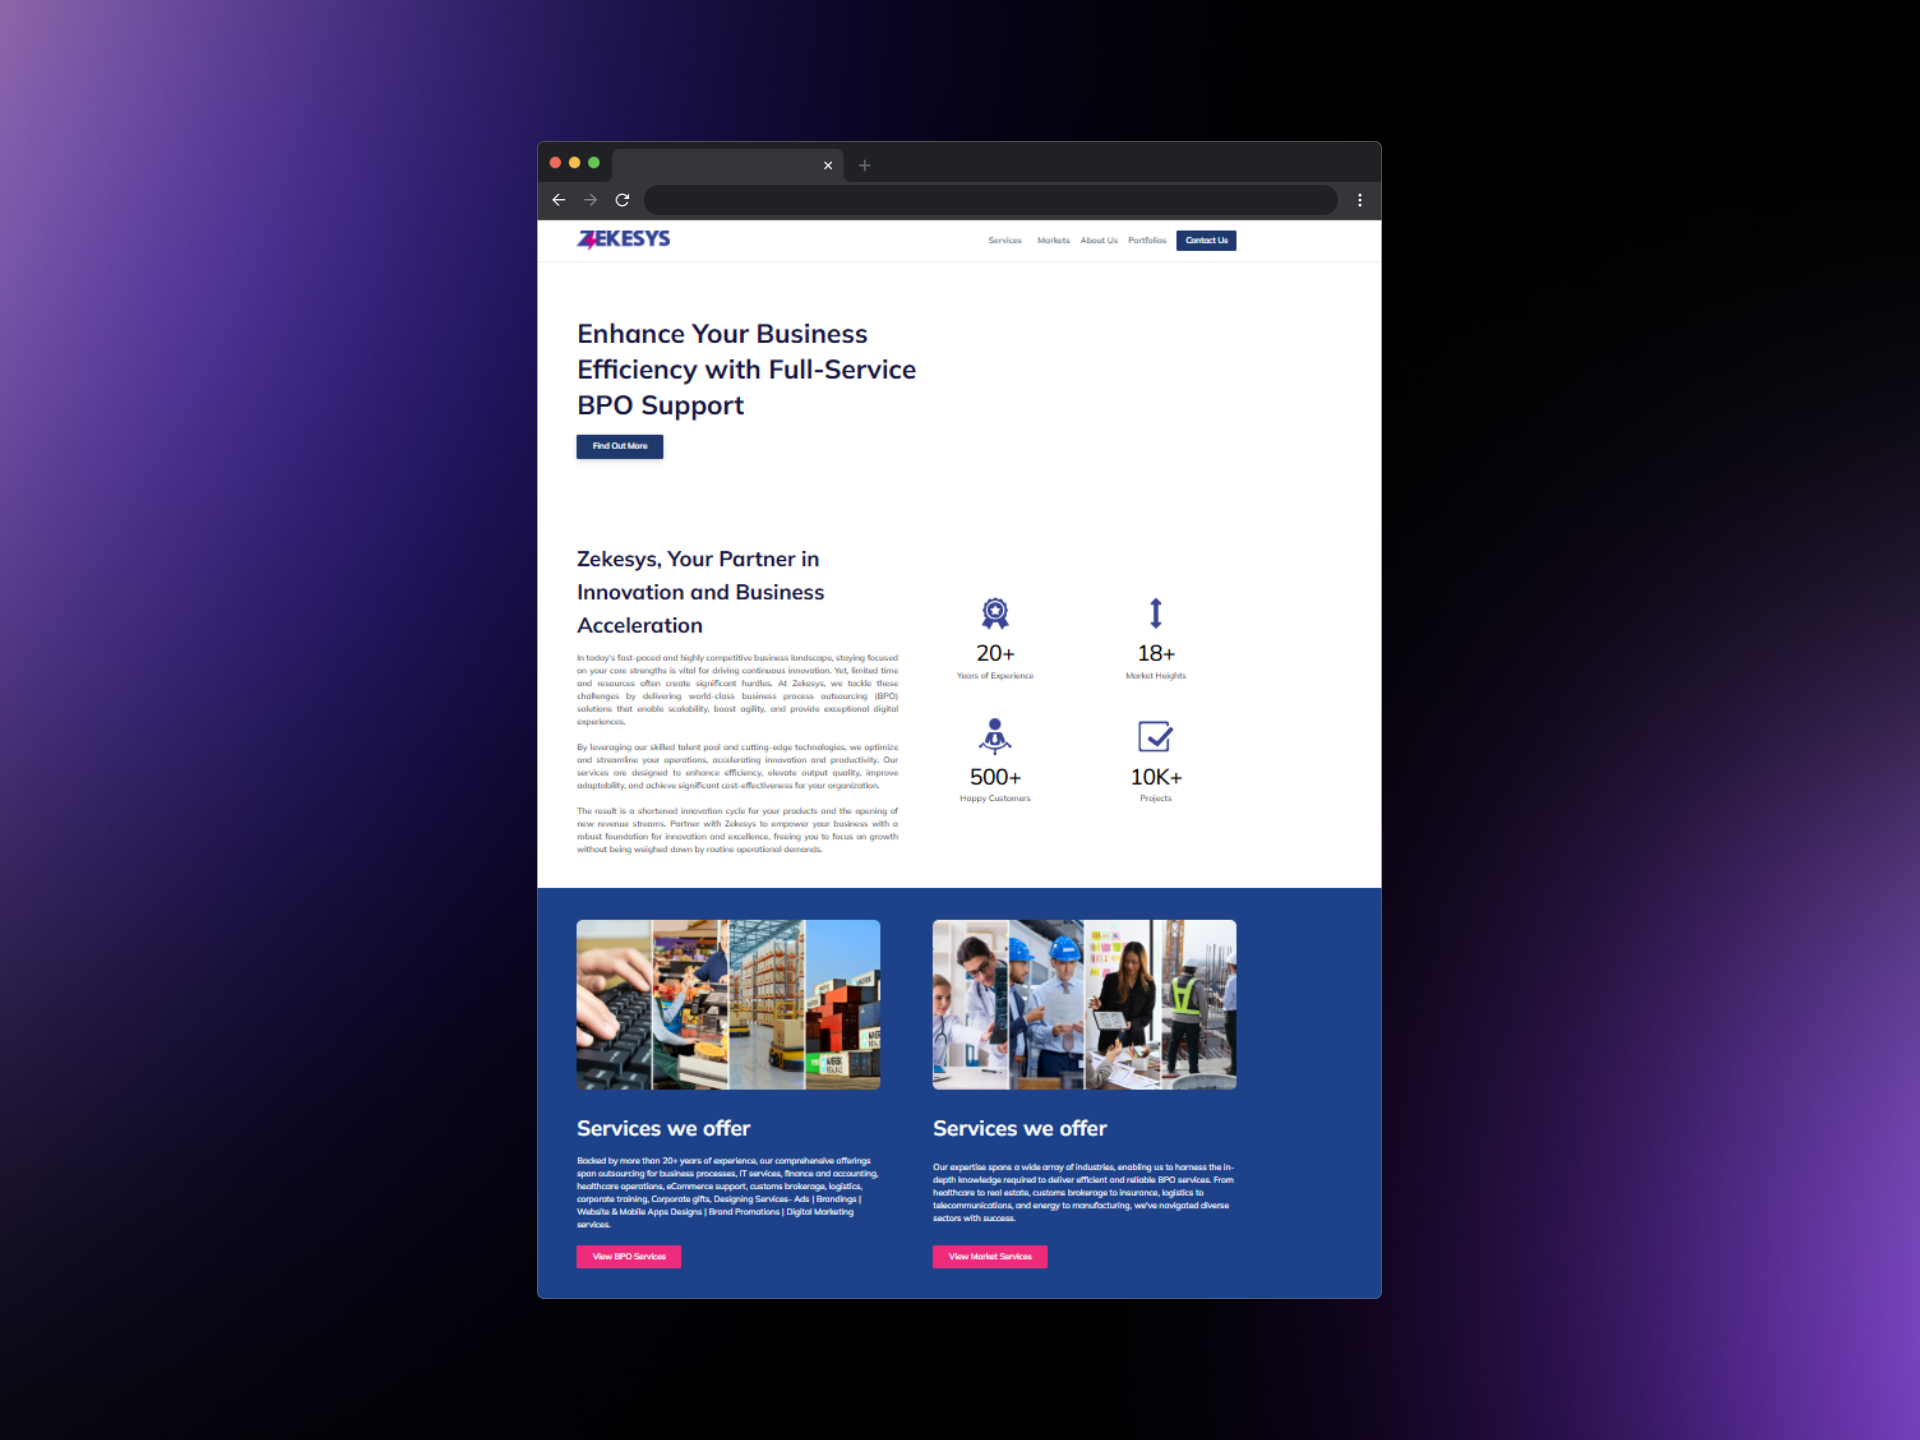 ZEKESYS
Services Markets About Us Portfolios Contact Us
Enhance Your Business
Efficiency with Full-Service
BPO Support
Find Out More
Zekesys, Your Partner in
Innovation and Business
Acceleration
In today's fast-paced and highly competitive business landscape, staying focused
on your core strengths is vital for driving continuous innovation. Yet, limited time
and resources often create significant hurdles. At Zekesys, we tackle these
challenges by delivering world-class business process outsourcing (BPO)
solutions that enable scalability, boost agility, and provide exceptional digital
experiences.
By leveraging our skilled talent pool and cutting-edge technologies, we optimize
and streamline your operations, accelerating innovation and productivity. Our
services are designed to enhance efficiency, elevate output quality, improve
adaptability, and achieve significant cost-effectiveness for your organization.
The result is a shortened innovation cycle for your products and the opening of
new revenue streams. Partner with Zekesys to empower your business with a
robust foundation for innovation and excellence, freeing you to focus on growth
without being weighed down by routine operational demands.
20+
Years of Experience
18+
Market Heights
500+
Happy Customers
10K+
Projects
Services we offer
Backed by more than 20+ years of experience, our comprehensive offerings
span outsourcing for business processes, IT services, finance and accounting,
healthcare operations, eCommerce support, customs brokerage, logistics,
corporate training, Corporate gifts, Designing Services- Ads | Brandings |
Website & Mobile Apps Designs | Brand Promotions | Digital Marketing
services.
View BPO Services
Services we offer
Our expertise spans a wide array of industries, enabling us to harness the in-
depth knowledge required to deliver efficient and reliable BPO services. From
healthcare to real estate, customs brokerage to insurance, logistics to
telecommunications, and energy to manufacturing, we've navigated diverse
sectors with success.
View Market Services